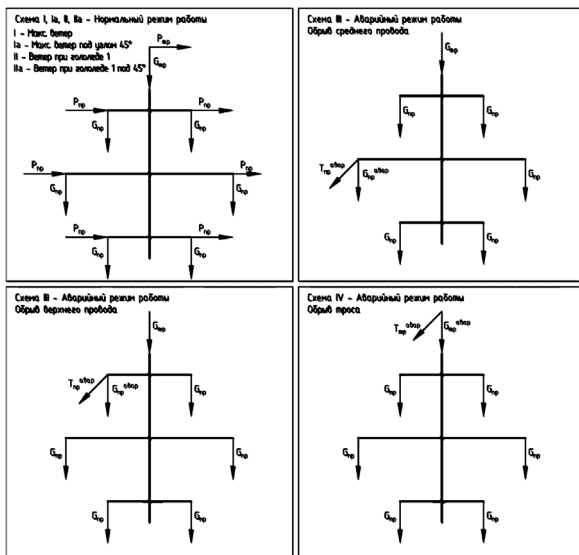 Схема I, Iа, II, IIа - Нормальный режим работы
I - Макс. ветер
Iа - Макс. ветер под углом 45°
II - Ветер при гололеде 1
IIа - Ветер при гололеде 1 под 45°
Pтр
Gтр
Pпр Pпр
Gпр Gпр
Pпр Pпр
Gпр Gпр
Pпр Pпр
Gпр Gпр
Схема III - Аварийный режим работы
Обрыв среднего провода
Gтр
Gпр Gпр
Tпр авар Gпр авар Gпр
Gпр Gпр
Схема III - Аварийный режим работы
Обрыв верхнего провода
Gтр
Tпр авар Gпр авар Gпр
Gпр Gпр
Gпр Gпр
Схема IV - Аварийный режим работы
Обрыв троса
Tтр авар Gтр авар
Gпр Gпр
Gпр Gпр
Gпр Gпр